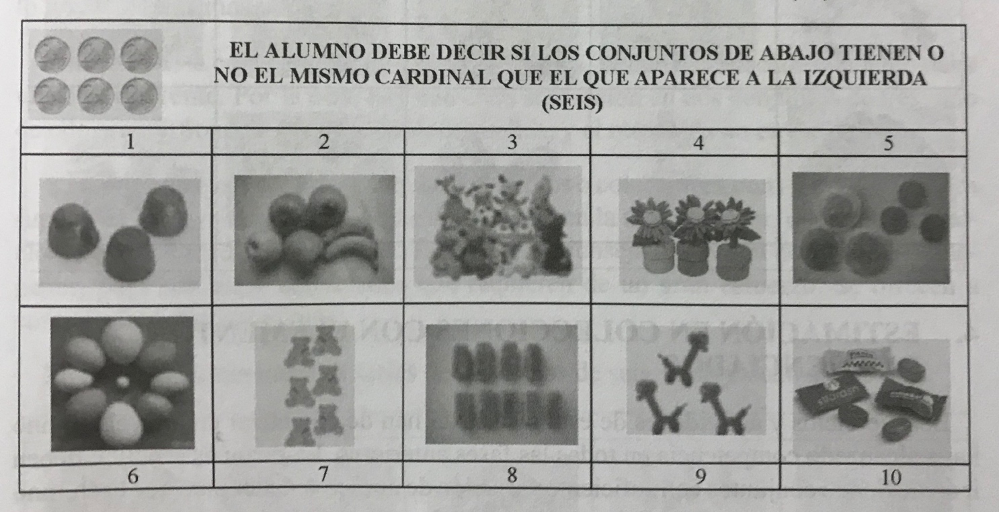 EL ALUMNO DEBE DECIR SI LOS CONJUNTOS DE ABAJO TIENEN O
NO EL MISMO CARDINAL QUE EL QUE APARECE A LA IZQUIERDA
(SEIS)
1 2 3 4 5
6 7 8 9 10